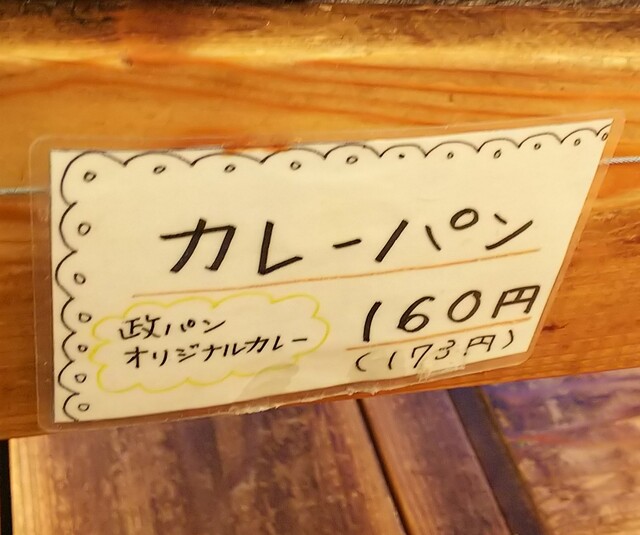 カレーパン
政パン
オリジナルカレー
160円
(173円)